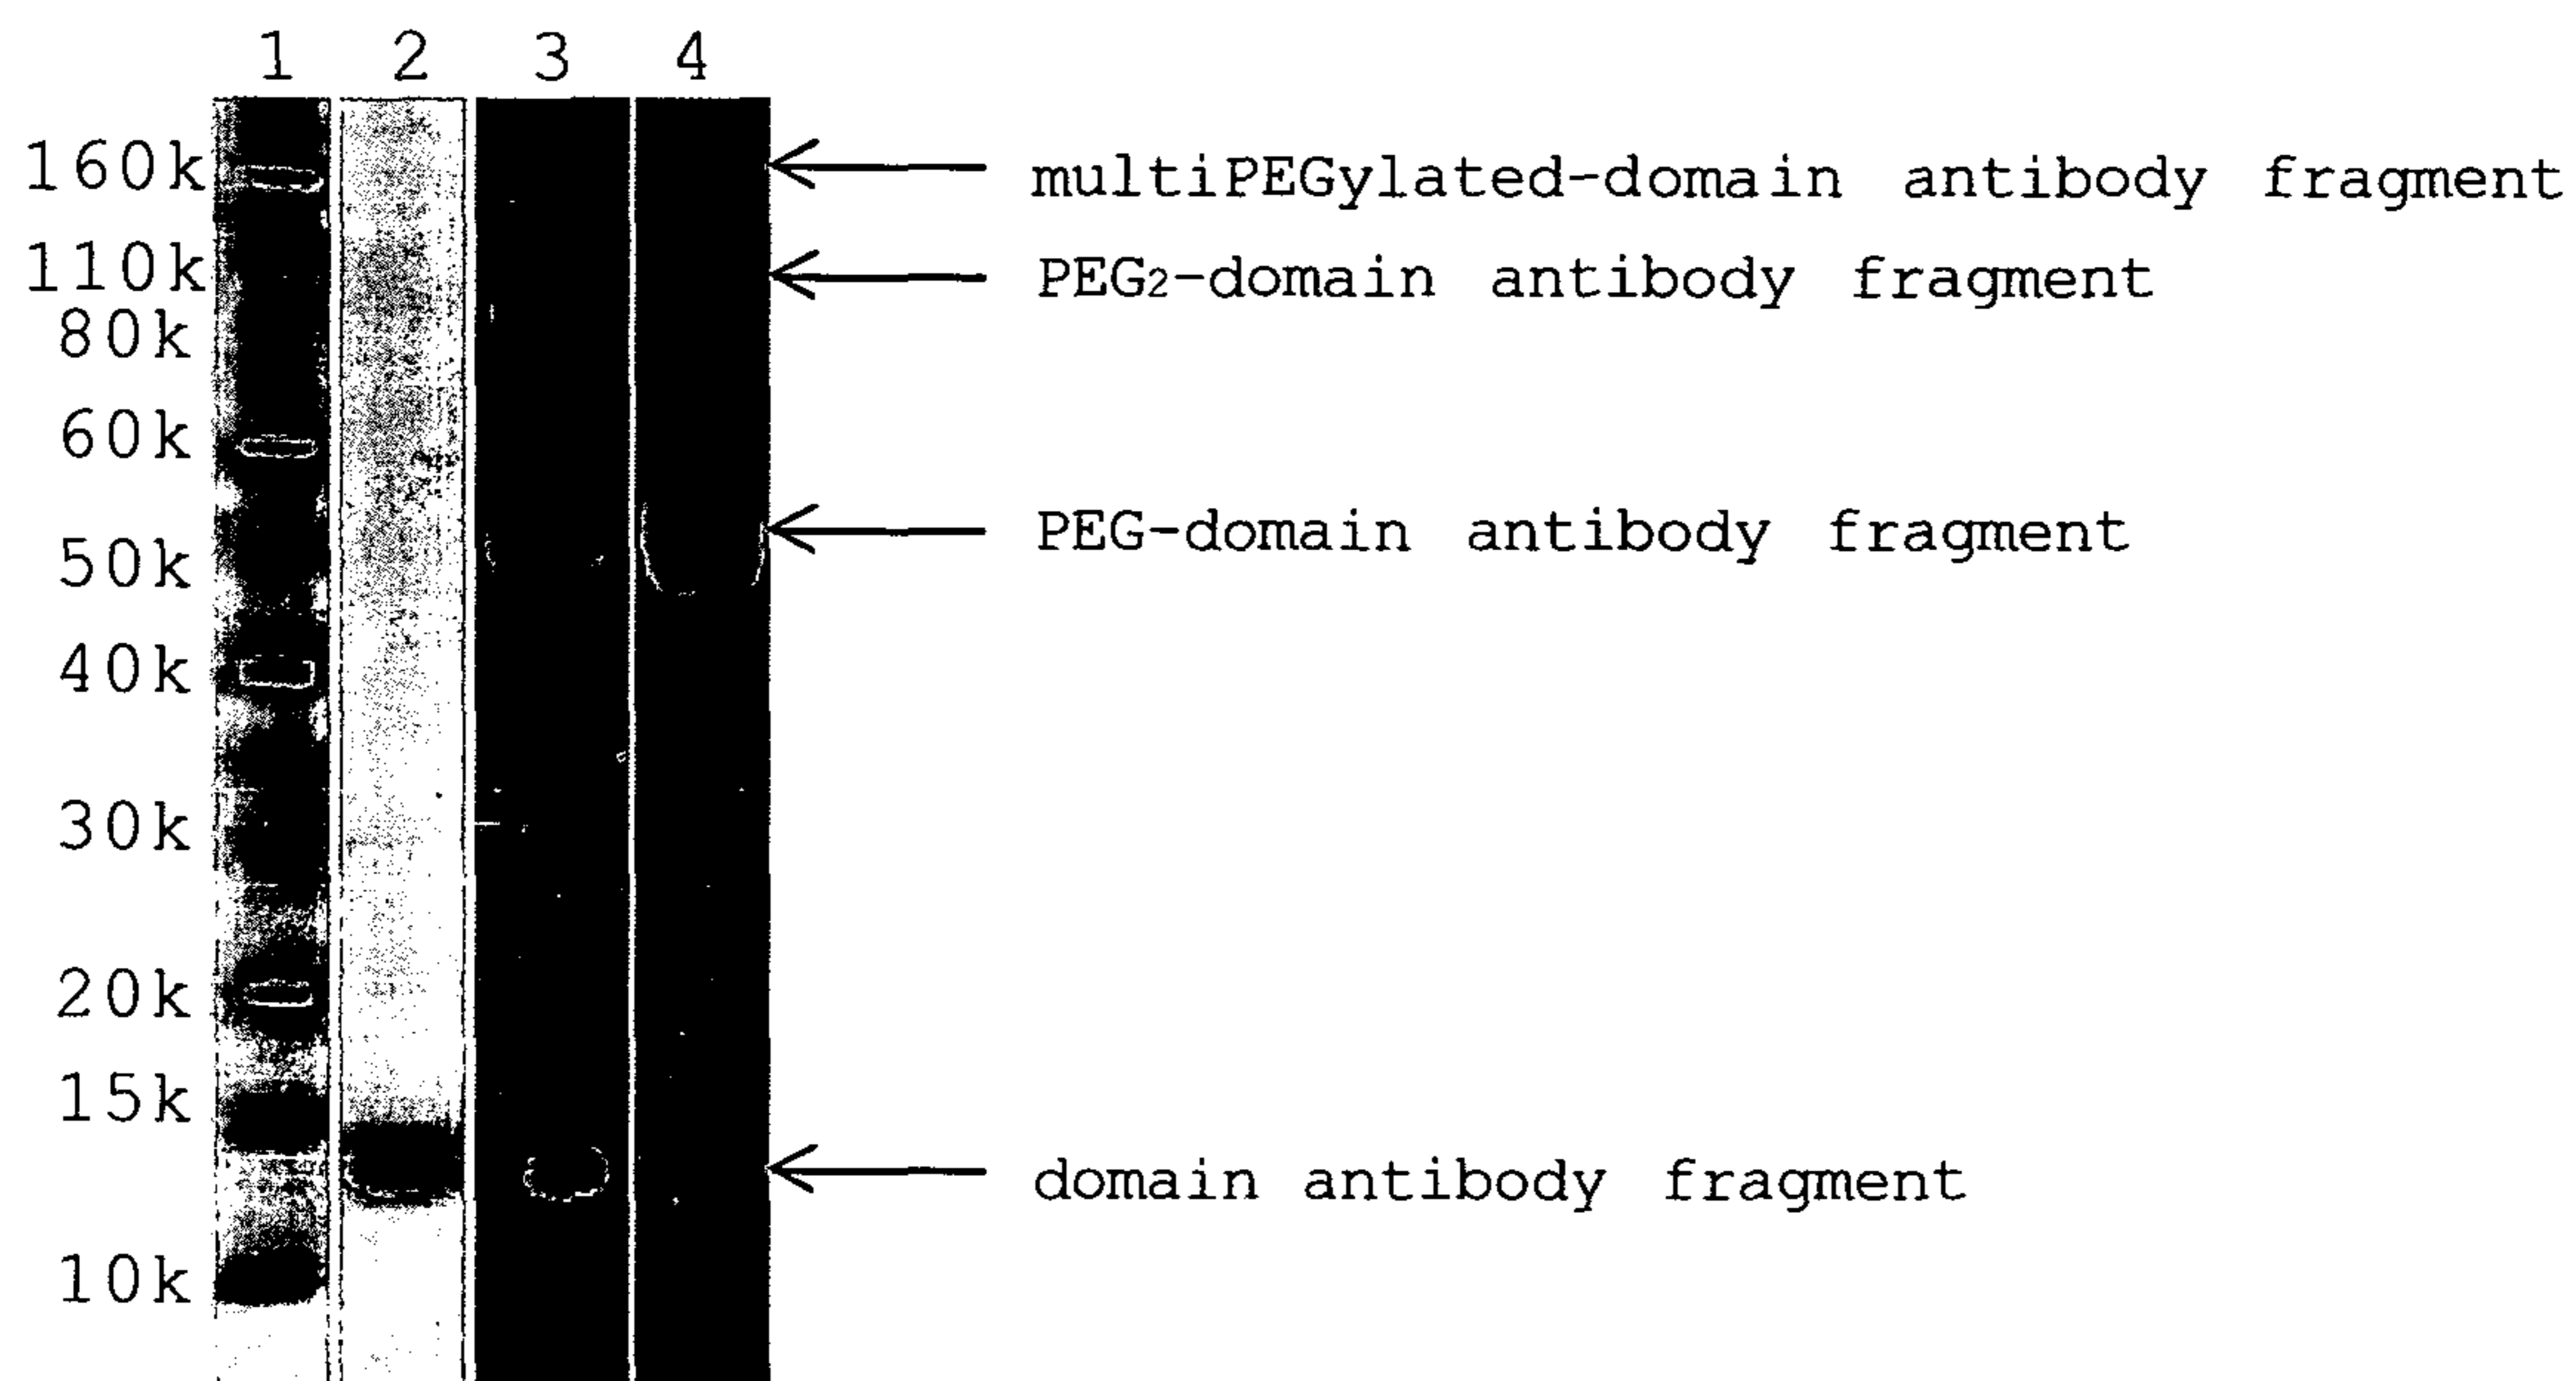 1 2 3 4
160k
multiPEGylated-domain antibody fragment
110k
PEG2-domain antibody fragment
80k
60k
PEG-domain antibody fragment
50k
40k
30k
20k
15k
domain antibody fragment
10k